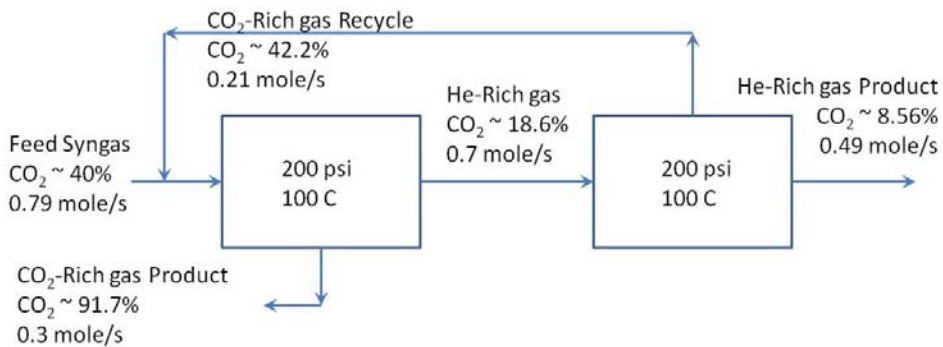 CO₂-Rich gas Recycle
CO₂ ~ 42.2%
0.21 mole/s
He-Rich gas Product
CO₂ ~ 8.56%
0.49 mole/s
He-Rich gas
CO₂ ~ 18.6%
0.7 mole/s
Feed Syngas
CO₂ ~ 40%
0.79 mole/s
200 psi
100 C
200 psi
100 C
CO₂-Rich gas Product
CO₂ ~ 91.7%
0.3 mole/s